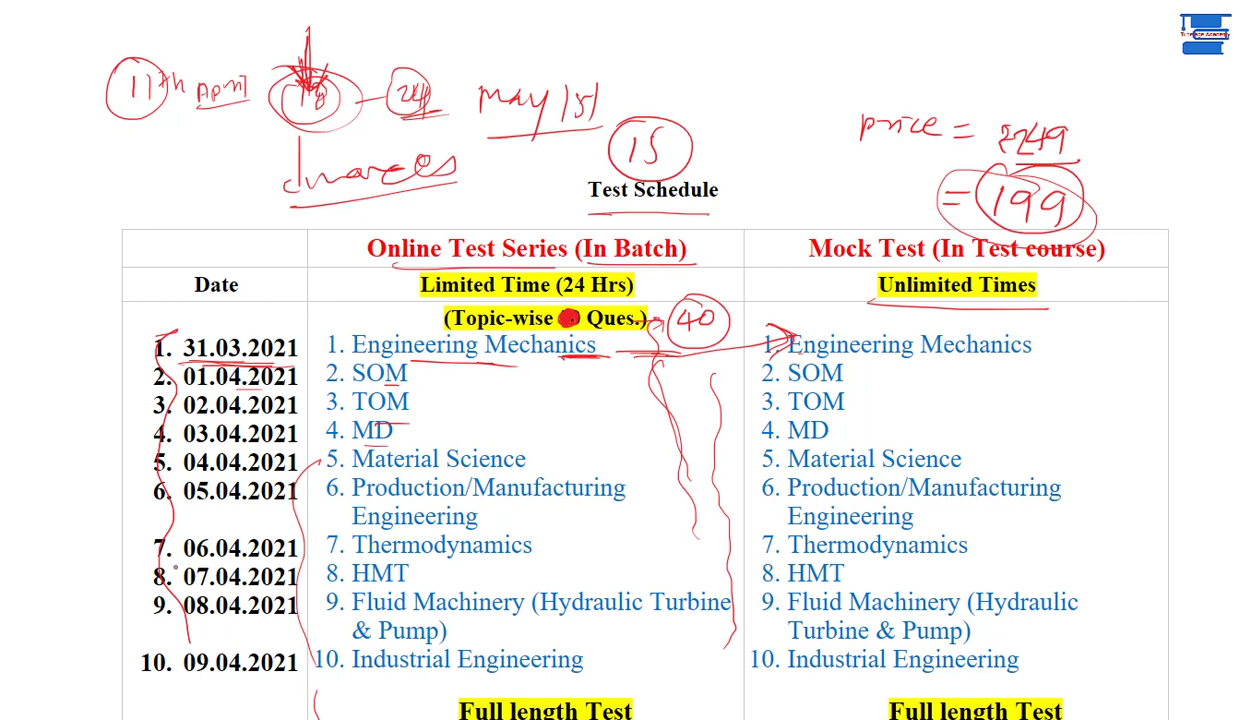 11th April 18 - 24 May 1st
chances
15
price = 2249
= 199
Test Schedule
Online Test Series (In Batch) Mock Test (In Test course)
Date Limited Time (24 Hrs) Unlimited Times
(Topic-wise Ques.) 40
1. 31.03.2021 1. Engineering Mechanics 1. Engineering Mechanics
2. 01.04.2021 2. SOM 2. SOM
3. 02.04.2021 3. TOM 3. TOM
4. 03.04.2021 4. MD 4. MD
5. 04.04.2021 5. Material Science 5. Material Science
6. 05.04.2021 6. Production/Manufacturing 6. Production/Manufacturing
Engineering Engineering
7. 06.04.2021 7. Thermodynamics 7. Thermodynamics
8. 07.04.2021 8. HMT 8. HMT
9. 08.04.2021 9. Fluid Machinery (Hydraulic Turbine 9. Fluid Machinery (Hydraulic
& Pump) Turbine & Pump)
10. 09.04.2021 10. Industrial Engineering 10. Industrial Engineering
Full length Test Full length Test